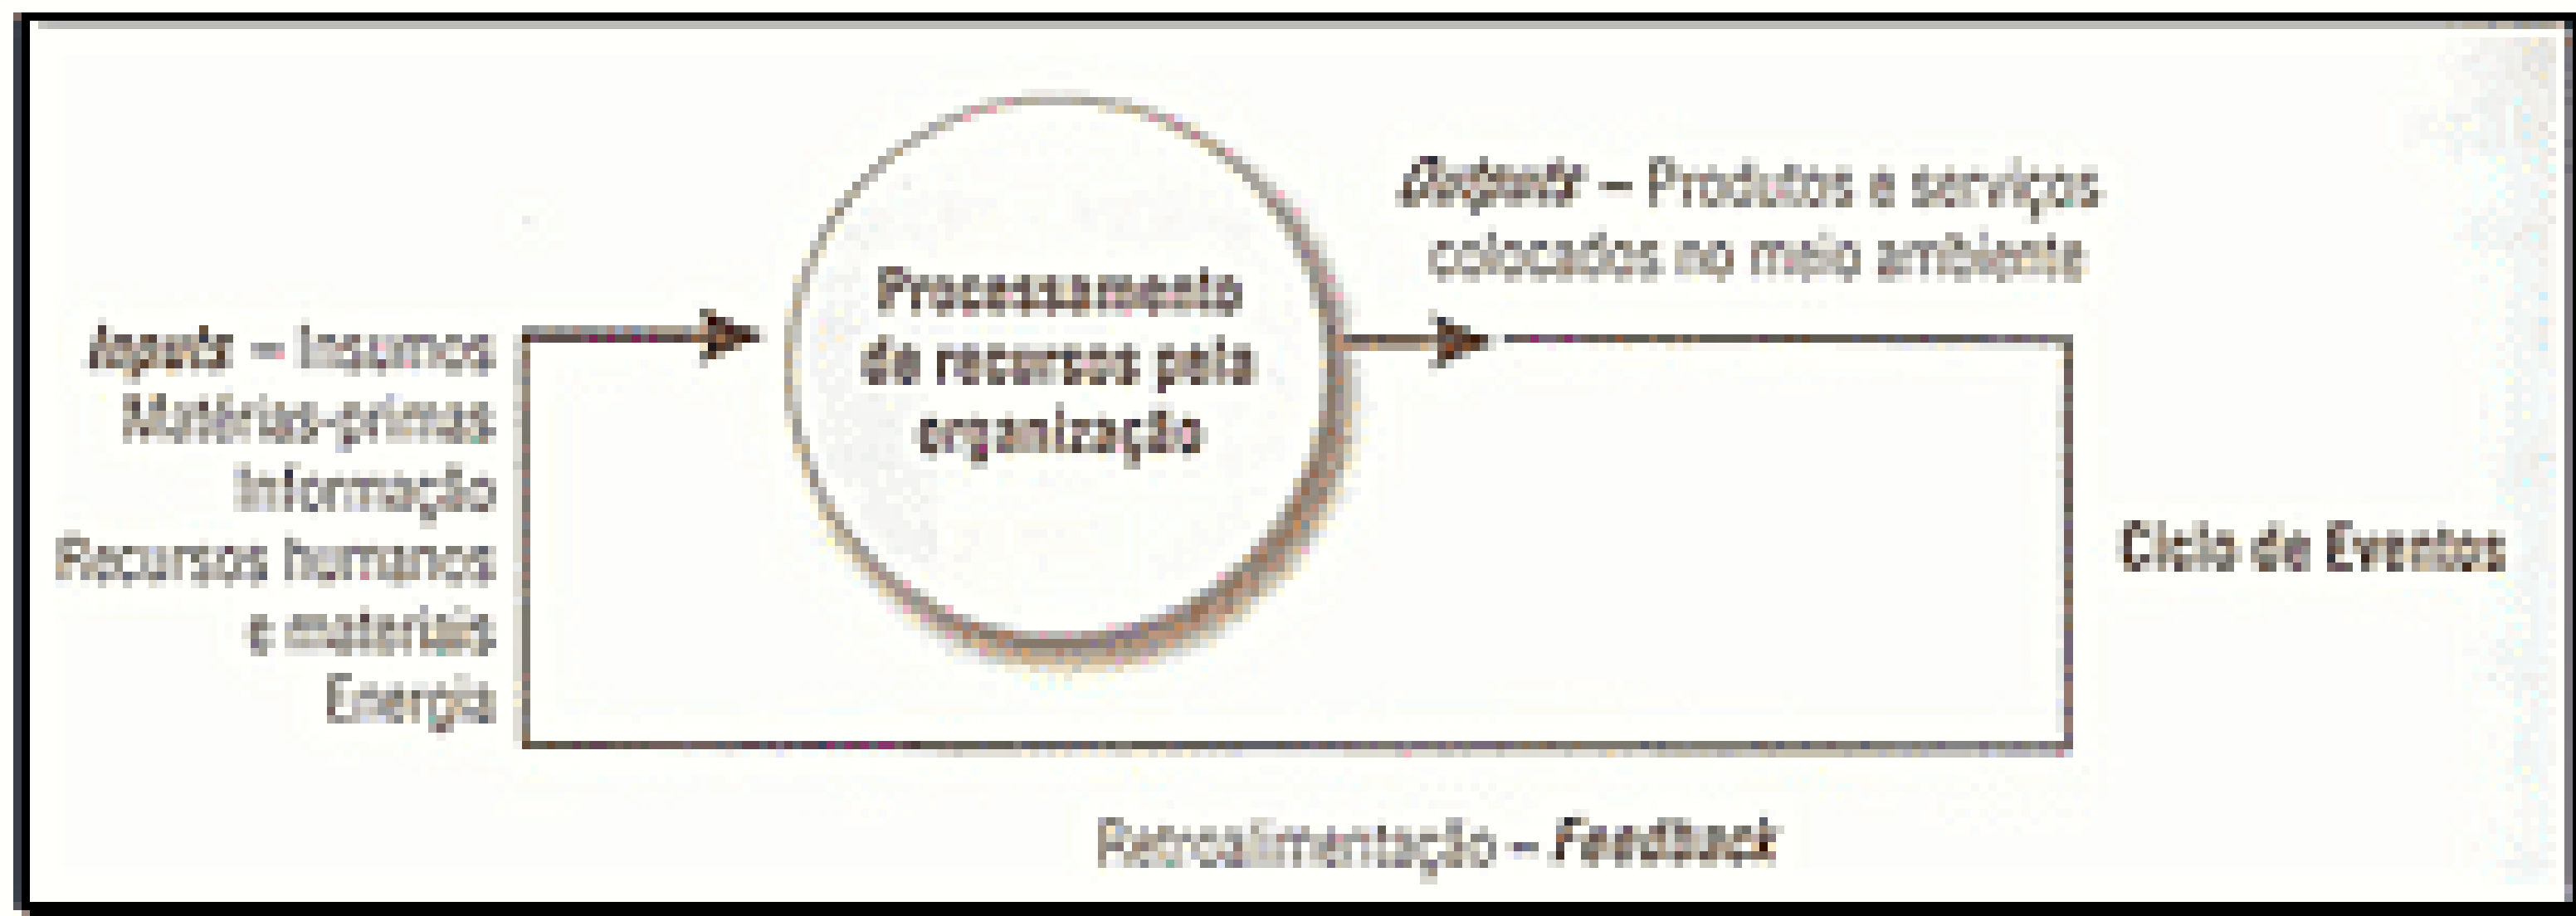 Inputs – Insumos
Matérias-primas
Informação
Recursos humanos
e materiais
Energia
Processamento
de recursos pela
organização
Outputs – Produtos e serviços
colocados no meio ambiente
Ciclo de Eventos
Retroalimentação – Feedback